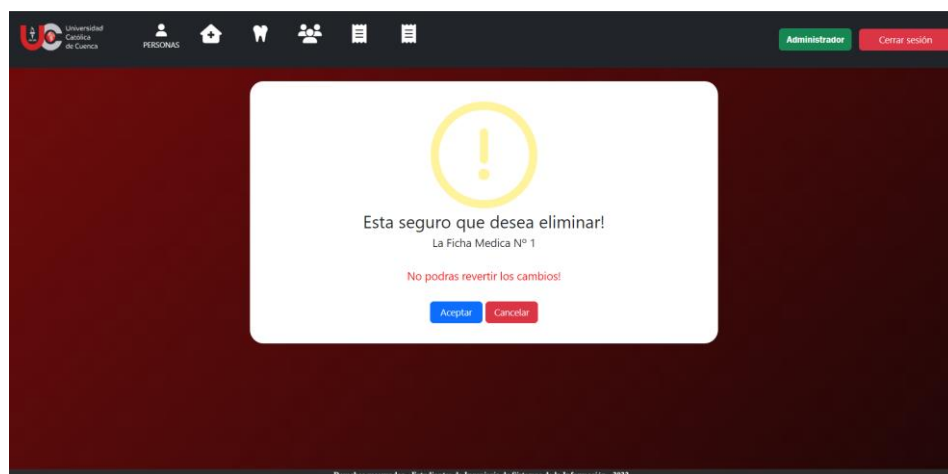 Universidad
Católica
de Cuenca
PERSONAS
Administrador
Cerrar sesión
Esta seguro que desea eliminar!
La Ficha Medica Nº 1
No podras revertir los cambios!
Aceptar
Cancelar